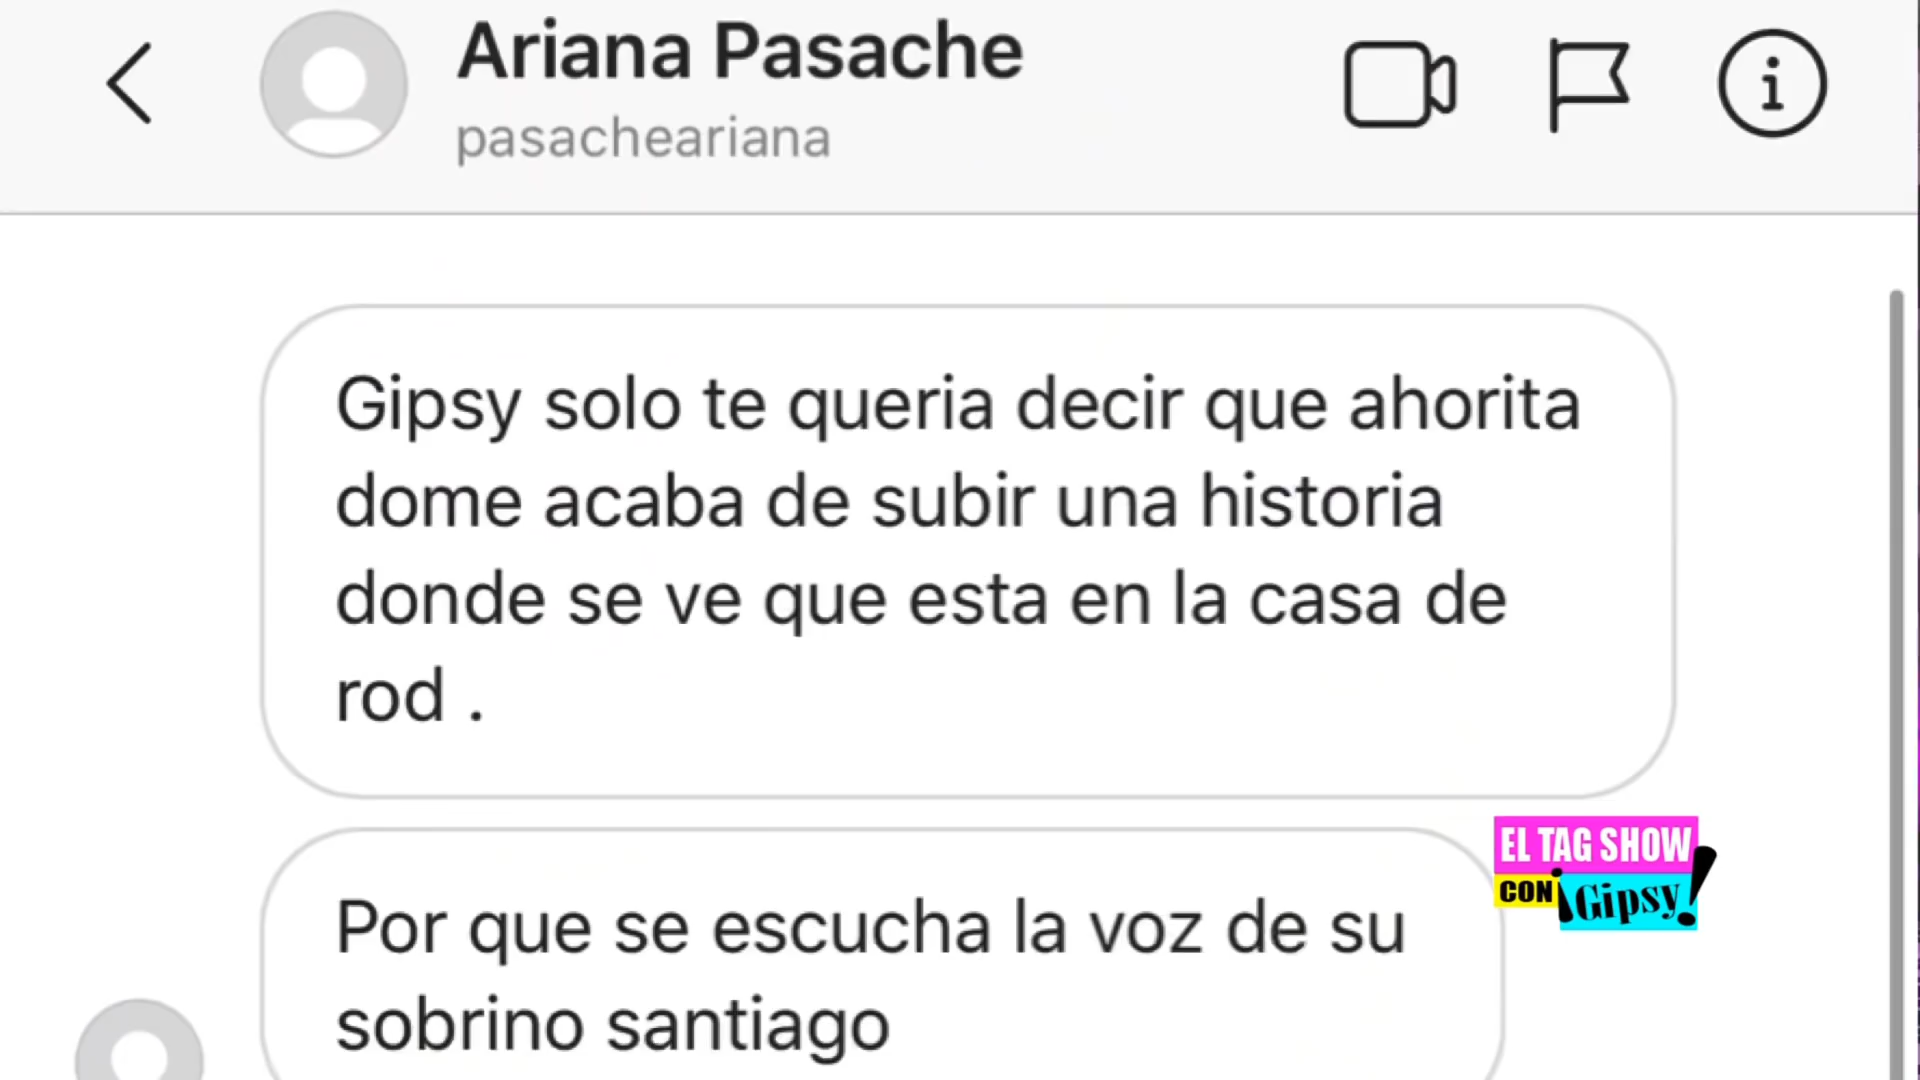 Ariana Pasache
pasacheariana
Gipsy solo te queria decir que ahorita
dome acaba de subir una historia
donde se ve que esta en la casa de
rod .
EL TAG SHOW
CON ¡Gipsy!
Por que se escucha la voz de su
sobrino santiago